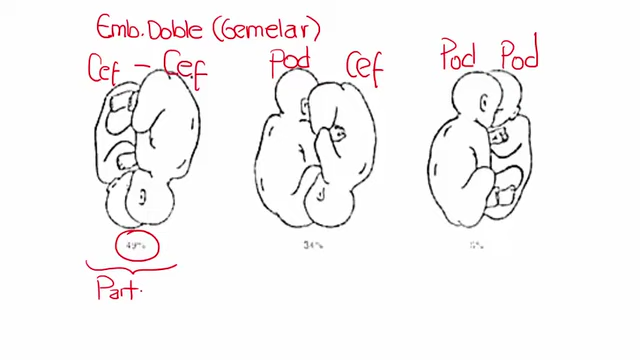 Emb. Doble (Gemelar)
Cef - Cef Pod Cef Pod Pod
49% 34%
Part.